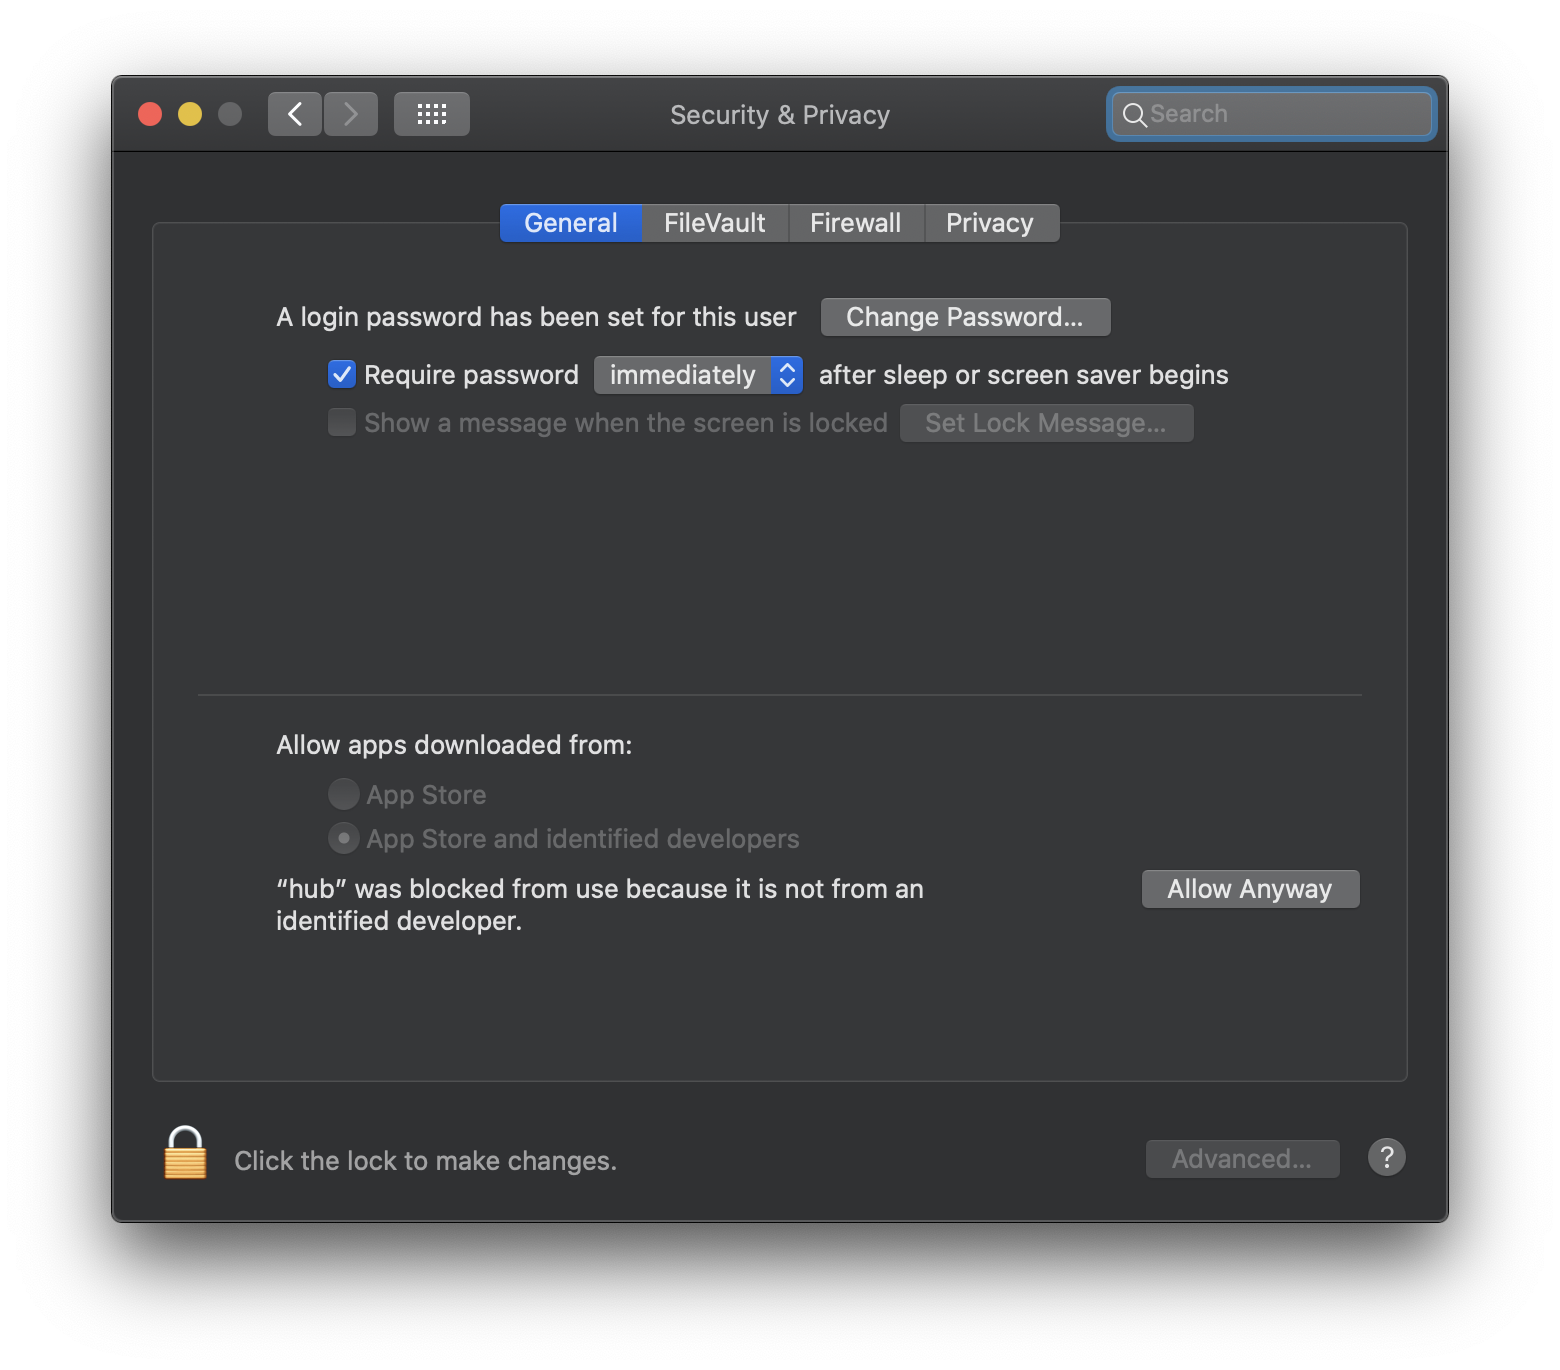 Security & Privacy
Search
General FileVault Firewall Privacy
A login password has been set for this user Change Password...
Require password immediately after sleep or screen saver begins
Show a message when the screen is locked Set Lock Message...
Allow apps downloaded from:
App Store
App Store and identified developers
“hub” was blocked from use because it is not from an Allow Anyway
identified developer.
Click the lock to make changes. Advanced... ?